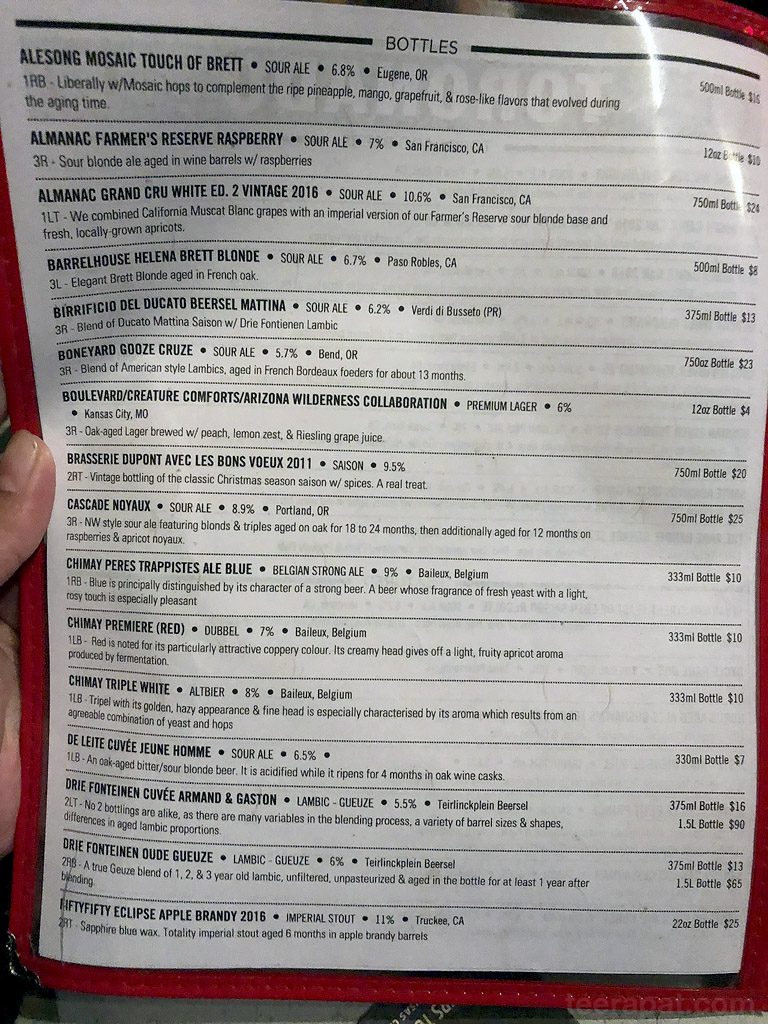 BOTTLES
ALESONG MOSAIC TOUCH OF BRETT • SOUR ALE • 6.8% • Eugene, OR 500ml Bottle $16
1RB - Liberally w/Mosaic hops to complement the ripe pineapple, mango, grapefruit, & rose-like flavors that evolved during
the aging time.
ALMANAC FARMER'S RESERVE RASPBERRY • SOUR ALE • 7% • San Francisco, CA 12oz Bottle $10
3R - Sour blonde ale aged in wine barrels w/ raspberries
ALMANAC GRAND CRU WHITE ED. 2 VINTAGE 2016 • SOUR ALE • 10.6% • San Francisco, CA 750ml Bottle $24
1LT - We combined California Muscat Blanc grapes with an imperial version of our Farmer's Reserve sour blonde base and
fresh, locally-grown apricots.
BARRELHOUSE HELENA BRETT BLONDE • SOUR ALE • 6.7% • Paso Robles, CA 500ml Bottle $8
3L - Elegant Brett Blonde aged in French oak.
BIRRIFICIO DEL DUCATO BEERSEL MATTINA • SOUR ALE • 6.2% • Verdi di Busseto (PR) 375ml Bottle $13
3R - Blend of Ducato Mattina Saison w/ Drie Fontienen Lambic
BONEYARD GOOZE CRUZE • SOUR ALE • 5.7% • Bend, OR 750oz Bottle $23
3R - Blend of American style Lambics, aged in French Bordeaux foeders for about 13 months.
BOULEVARD/CREATURE COMFORTS/ARIZONA WILDERNESS COLLABORATION • PREMIUM LAGER • 6% 12oz Bottle $4
• Kansas City, MO
3R - Oak-aged Lager brewed w/ peach, lemon zest, & Riesling grape juice.
BRASSERIE DUPONT AVEC LES BONS VOEUX 2011 • SAISON • 9.5% 750ml Bottle $20
2RT - Vintage bottling of the classic Christmas season saison w/ spices. A real treat.
CASCADE NOYAUX • SOUR ALE • 8.9% • Portland, OR 750ml Bottle $25
3R - NW style sour ale featuring blonds & triples aged on oak for 18 to 24 months, then additionally aged for 12 months on
raspberries & apricot noyaux.
CHIMAY PERES TRAPPISTES ALE BLUE • BELGIAN STRONG ALE • 9% • Baileux, Belgium 333ml Bottle $10
1RB - Blue is principally distinguished by its character of a strong beer. A beer whose fragrance of fresh yeast with a light,
rosy touch is especially pleasant
CHIMAY PREMIERE (RED) • DUBBEL • 7% • Baileux, Belgium 333ml Bottle $10
1LB - Red is noted for its particularly attractive coppery colour. Its creamy head gives off a light, fruity apricot aroma
produced by fermentation.
CHIMAY TRIPLE WHITE • ALTBIER • 8% • Baileux, Belgium 333ml Bottle $10
1LB - Tripel with its golden, hazy appearance & fine head is especially characterised by its aroma which results from an
agreeable combination of yeast and hops
DE LEITE CUVÉE JEUNE HOMME • SOUR ALE • 6.5% • 330ml Bottle $7
1LB - An oak-aged bitter/sour blonde beer. It is acidified while it ripens for 4 months in oak wine casks.
DRIE FONTEINEN CUVÉE ARMAND & GASTON • LAMBIC - GUEUZE • 5.5% • Teirlinckplein Beersel 375ml Bottle $16
2LT - No 2 bottlings are alike, as there are many variables in the blending process, a variety of barrel sizes & shapes, 1.5L Bottle $90
differences in aged lambic proportions.
DRIE FONTEINEN OUDE GUEUZE • LAMBIC - GUEUZE • 6% • Teirlinckplein Beersel 375ml Bottle $13
2RB - A true Geuze blend of 1, 2, & 3 year old lambic, unfiltered, unpasteurized & aged in the bottle for at least 1 year after 1.5L Bottle $65
blending.
FIFTYFIFTY ECLIPSE APPLE BRANDY 2016 • IMPERIAL STOUT • 11% • Truckee, CA 22oz Bottle $25
2RT - Sapphire blue wax. Totality imperial stout aged 6 months in apple brandy barrels
teerapat.com